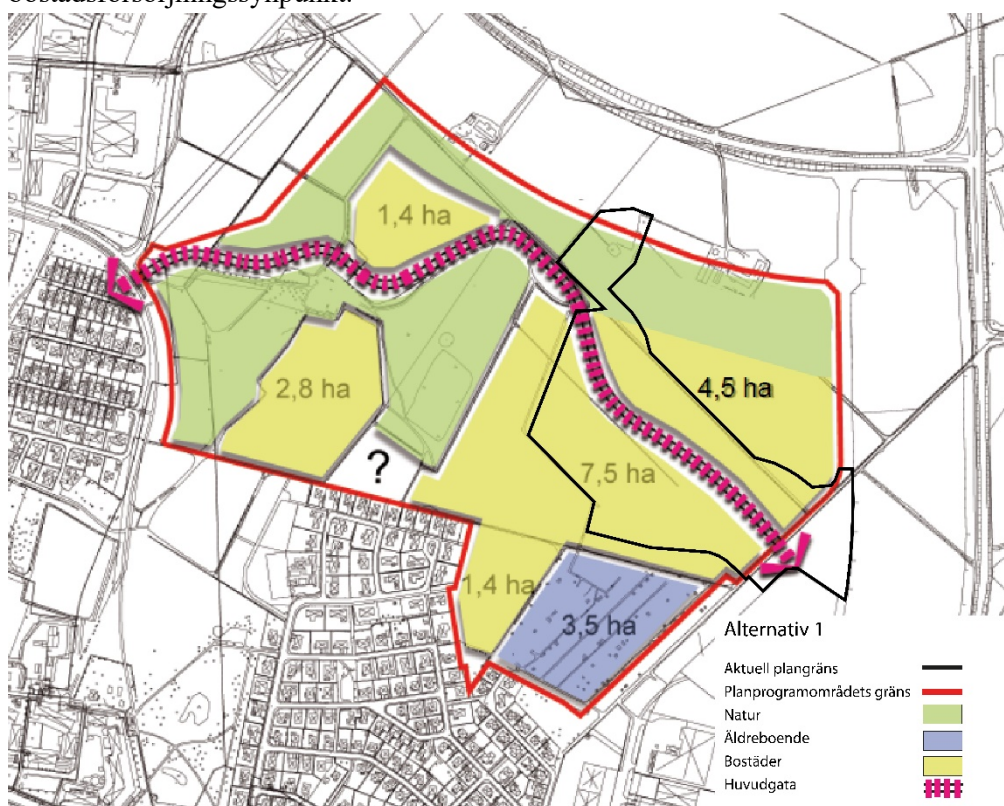 bostadsförsörjningssynpunkt.
1,4 ha
2,8 ha
4,5 ha
?
7,5 ha
1,4 ha
3,5 ha
Alternativ 1
Aktuell plangräns
Planprogramområdets gräns
Natur
Äldreboende
Bostäder
Huvudgata